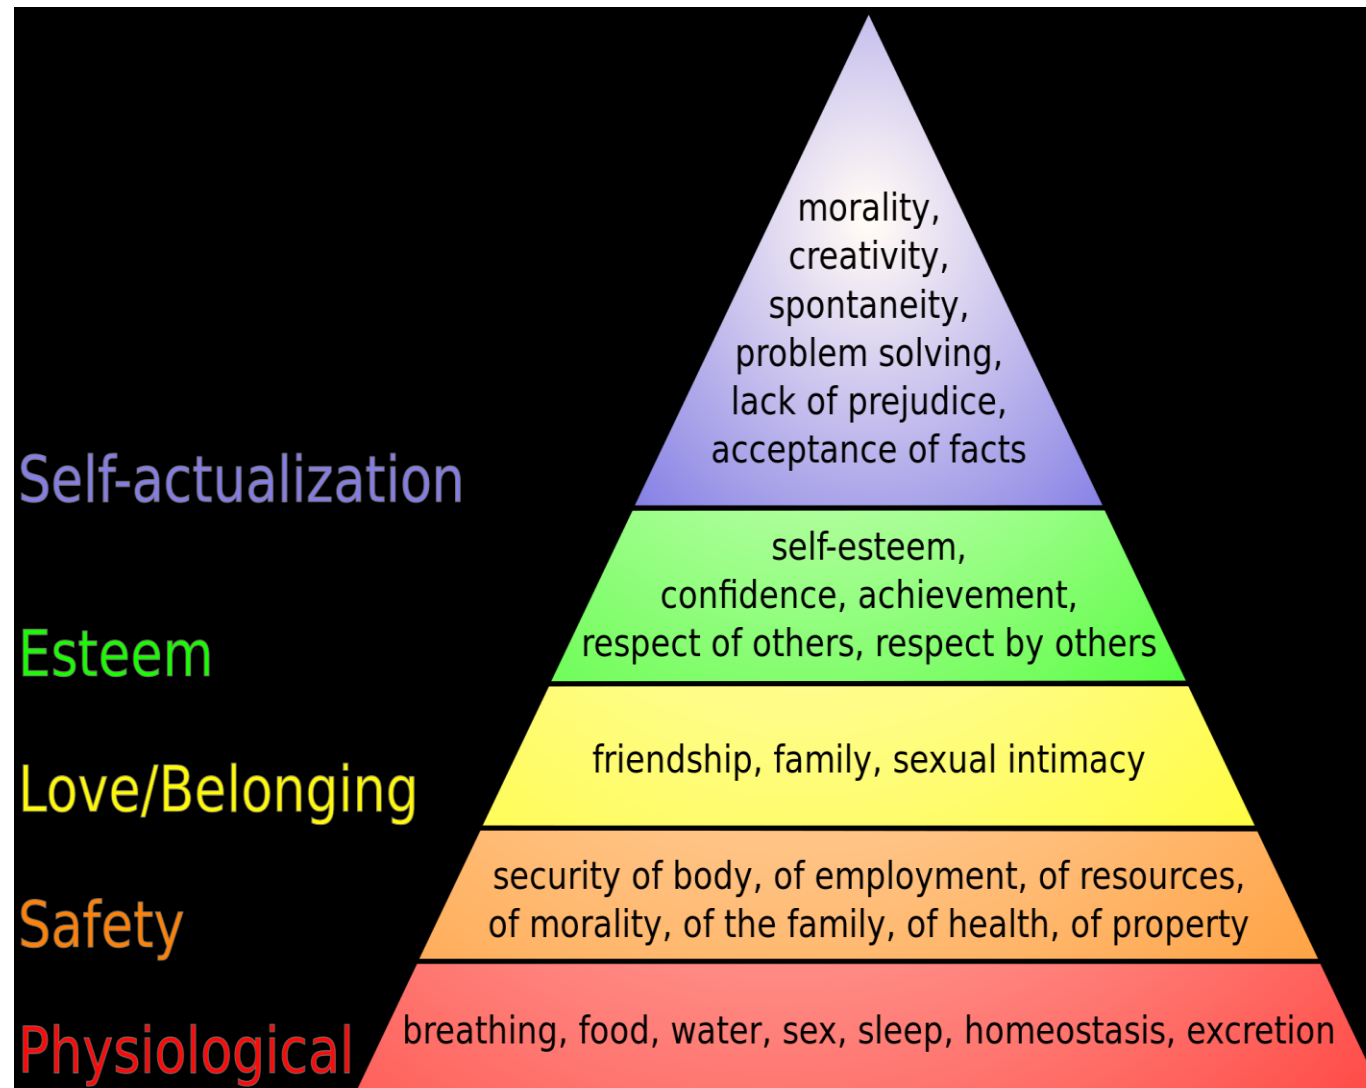 morality,
creativity,
spontaneity,
problem solving,
lack of prejudice,
acceptance of facts
Self-actualization
self-esteem,
confidence, achievement,
respect of others, respect by others
Esteem
friendship, family, sexual intimacy
Love/Belonging
security of body, of employment, of resources,
of morality, of the family, of health, of property
Safety
breathing, food, water, sex, sleep, homeostasis, excretion
Physiological